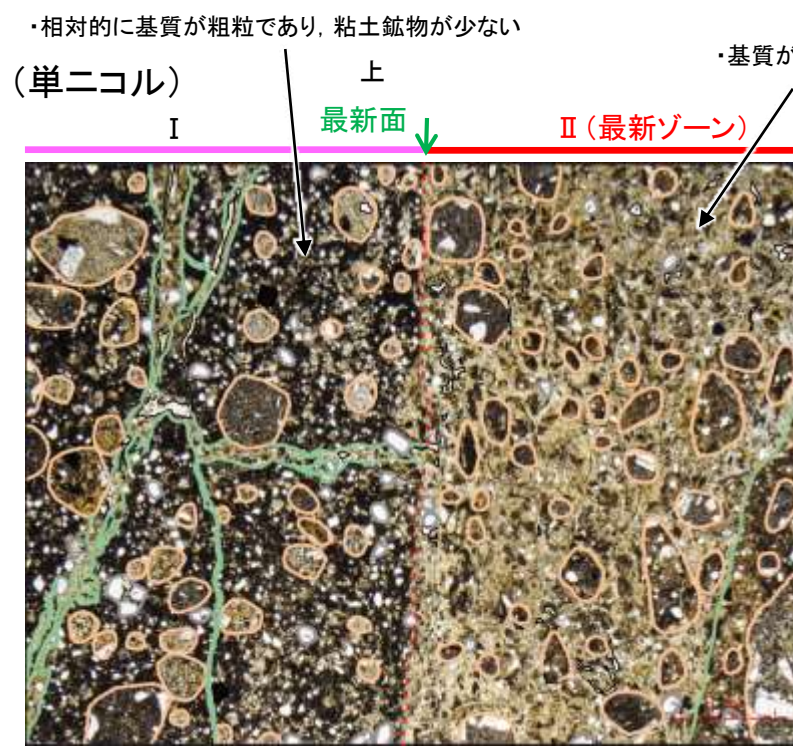 ・相対的に基質が粗粒であり，粘土鉱物が少ない
・基質が
（単ニコル）
上
最新面
Ⅰ
Ⅱ（最新ゾーン）